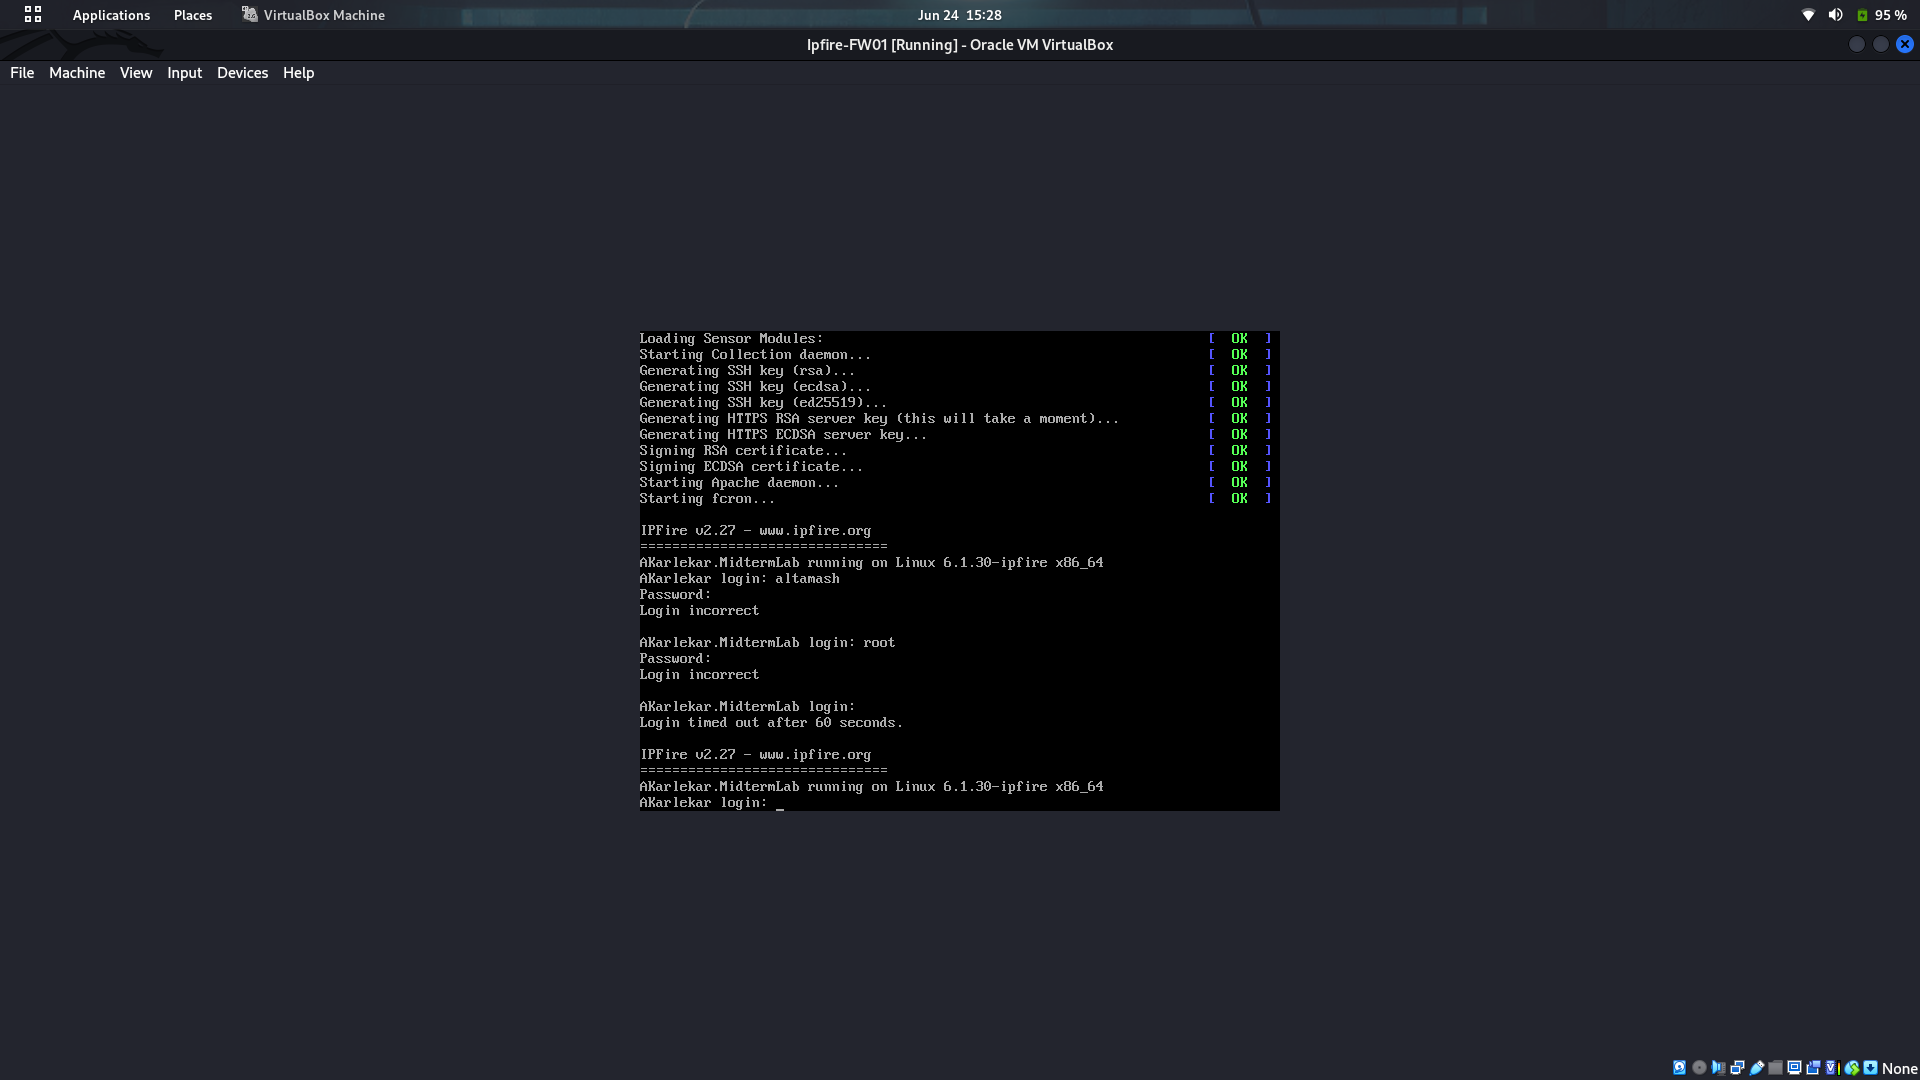 Applications Places VirtualBox Machine Jun 24 15:28 95 %
Ipfire-FW01 [Running] - Oracle VM VirtualBox
File Machine View Input Devices Help
Loading Sensor Modules: [ OK ]
Starting Collection daemon... [ OK ]
Generating SSH key (rsa)... [ OK ]
Generating SSH key (ecdsa)... [ OK ]
Generating SSH key (ed25519)... [ OK ]
Generating HTTPS RSA server key (this will take a moment)... [ OK ]
Generating HTTPS ECDSA server key... [ OK ]
Signing RSA certificate... [ OK ]
Signing ECDSA certificate... [ OK ]
Starting Apache daemon... [ OK ]
Starting fcron... [ OK ]
IPFire v2.27 - www.ipfire.org
===============================
AKarlekar.MidtermLab running on Linux 6.1.30-ipfire x86_64
AKarlekar login: altamash
Password:
Login incorrect
AKarlekar.MidtermLab login: root
Password:
Login incorrect
AKarlekar.MidtermLab login:
Login timed out after 60 seconds.
IPFire v2.27 - www.ipfire.org
===============================
AKarlekar.MidtermLab running on Linux 6.1.30-ipfire x86_64
AKarlekar login: _
None